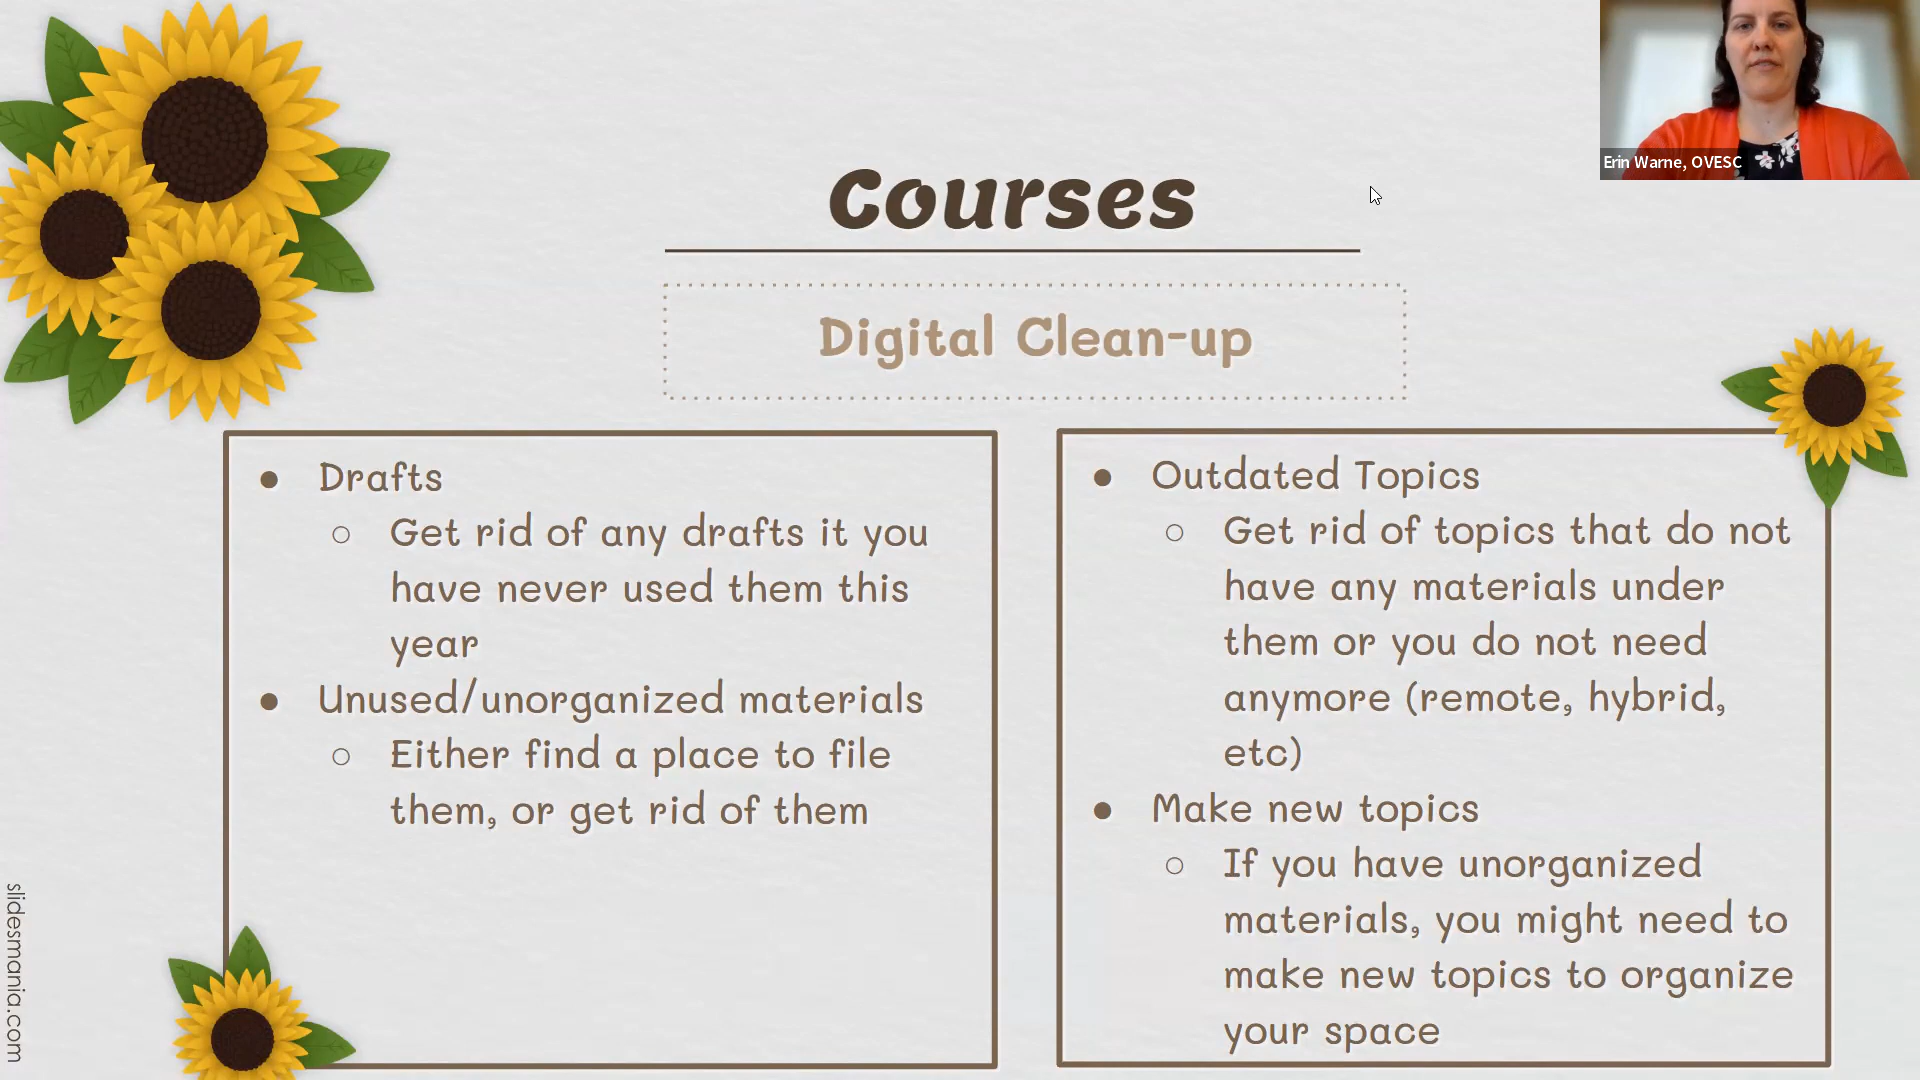 Erin Warne, OVESC
Courses
Digital Clean-up
● Drafts
○ Get rid of any drafts it you
have never used them this
year
● Unused/unorganized materials
○ Either find a place to file
them, or get rid of them
● Outdated Topics
○ Get rid of topics that do not
have any materials under
them or you do not need
anymore (remote, hybrid,
etc)
● Make new topics
○ If you have unorganized
materials, you might need to
make new topics to organize
your space
slidesmania.com